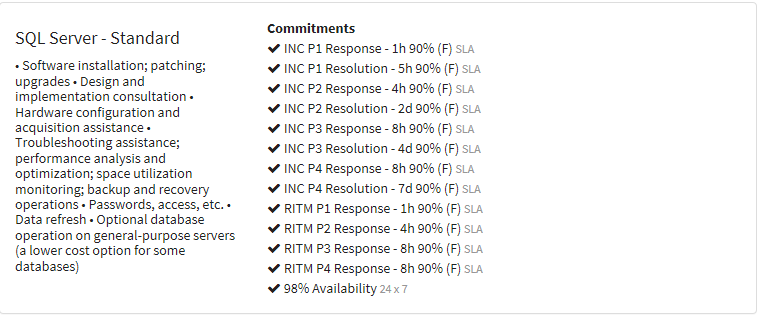 SQL Server - Standard
• Software installation; patching;
upgrades • Design and
implementation consultation •
Hardware configuration and
acquisition assistance •
Troubleshooting assistance;
performance analysis and
optimization; space utilization
monitoring; backup and recovery
operations • Passwords, access, etc. •
Data refresh • Optional database
operation on general-purpose servers
(a lower cost option for some
databases)
Commitments
✔ INC P1 Response - 1h 90% (F) SLA
✔ INC P1 Resolution - 5h 90% (F) SLA
✔ INC P2 Response - 4h 90% (F) SLA
✔ INC P2 Resolution - 2d 90% (F) SLA
✔ INC P3 Response - 8h 90% (F) SLA
✔ INC P3 Resolution - 4d 90% (F) SLA
✔ INC P4 Response - 8h 90% (F) SLA
✔ INC P4 Resolution - 7d 90% (F) SLA
✔ RITM P1 Response - 1h 90% (F) SLA
✔ RITM P2 Response - 4h 90% (F) SLA
✔ RITM P3 Response - 8h 90% (F) SLA
✔ RITM P4 Response - 8h 90% (F) SLA
✔ 98% Availability 24 x 7